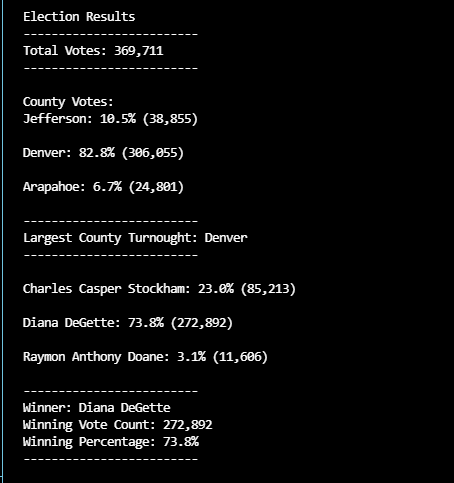 Election Results
-------------------------
Total Votes: 369,711
-------------------------
County Votes:
Jefferson: 10.5% (38,855)
Denver: 82.8% (306,055)
Arapahoe: 6.7% (24,801)
-------------------------
Largest County Turnought: Denver
-------------------------
Charles Casper Stockham: 23.0% (85,213)
Diana DeGette: 73.8% (272,892)
Raymon Anthony Doane: 3.1% (11,606)
-------------------------
Winner: Diana DeGette
Winning Vote Count: 272,892
Winning Percentage: 73.8%
-------------------------